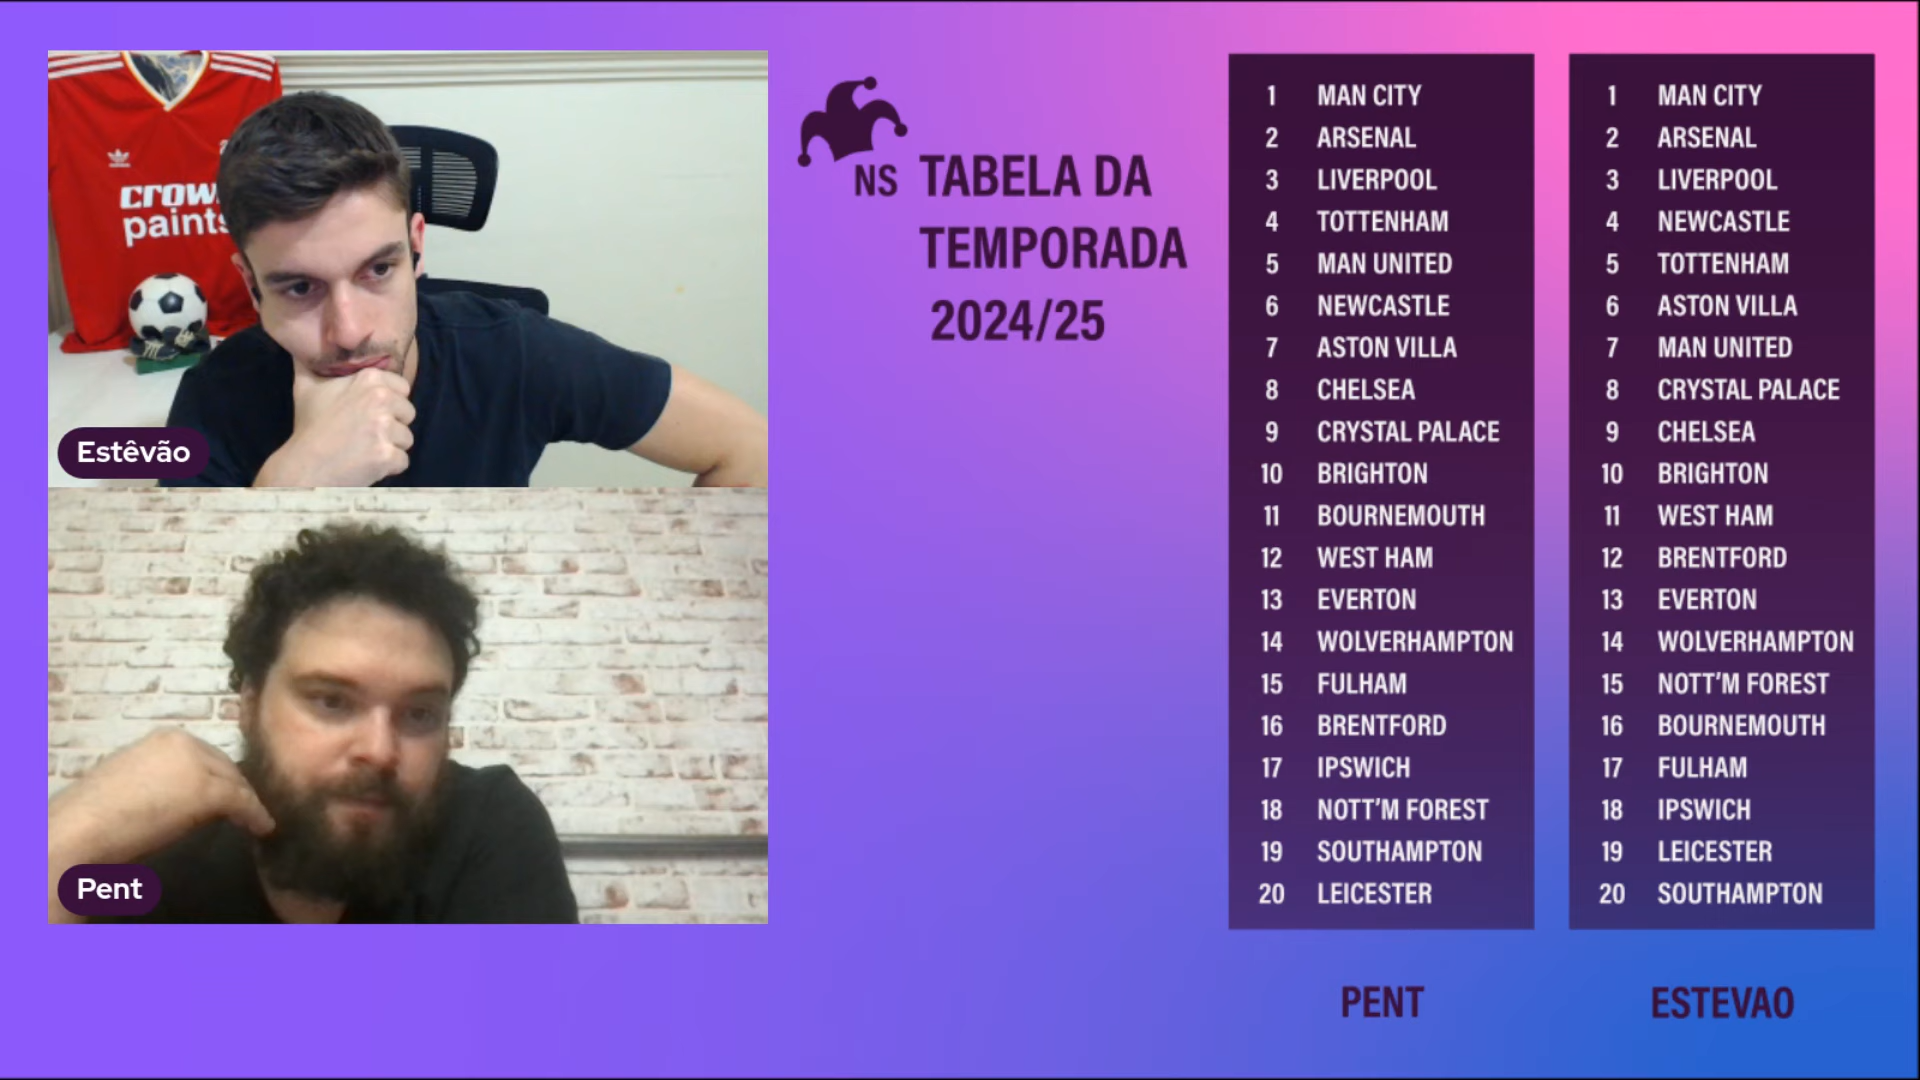 crow
paints
Estêvão
Pent
NS
TABELA DA
TEMPORADA
2024/25
1 MAN CITY
2 ARSENAL
3 LIVERPOOL
4 TOTTENHAM
5 MAN UNITED
6 NEWCASTLE
7 ASTON VILLA
8 CHELSEA
9 CRYSTAL PALACE
10 BRIGHTON
11 BOURNEMOUTH
12 WEST HAM
13 EVERTON
14 WOLVERHAMPTON
15 FULHAM
16 BRENTFORD
17 IPSWICH
18 NOTT'M FOREST
19 SOUTHAMPTON
20 LEICESTER
PENT
1 MAN CITY
2 ARSENAL
3 LIVERPOOL
4 NEWCASTLE
5 TOTTENHAM
6 ASTON VILLA
7 MAN UNITED
8 CRYSTAL PALACE
9 CHELSEA
10 BRIGHTON
11 WEST HAM
12 BRENTFORD
13 EVERTON
14 WOLVERHAMPTON
15 NOTT'M FOREST
16 BOURNEMOUTH
17 FULHAM
18 IPSWICH
19 LEICESTER
20 SOUTHAMPTON
ESTEVAO